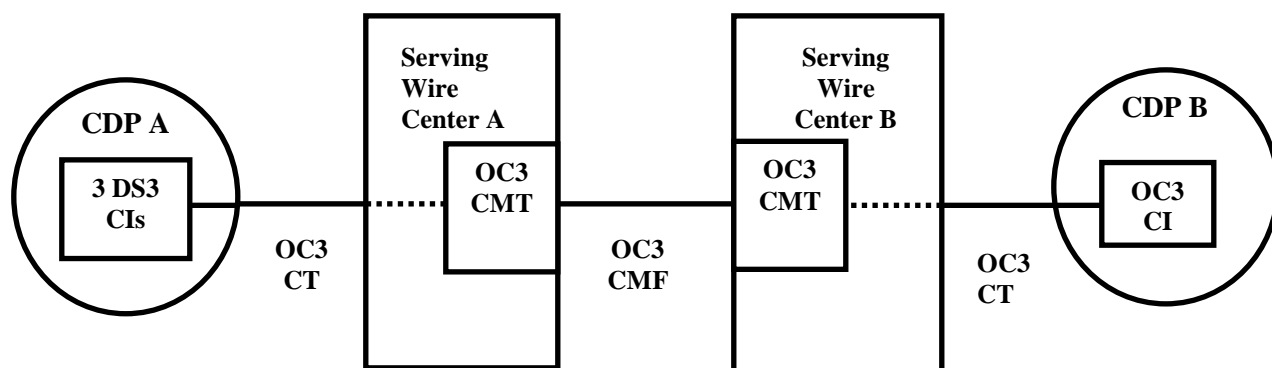 CDP A
3 DS3
CIs
OC3
CT
Serving
Wire
Center A
OC3
CMT
OC3
CMF
Serving
Wire
Center B
OC3
CMT
OC3
CT
CDP B
OC3
CI